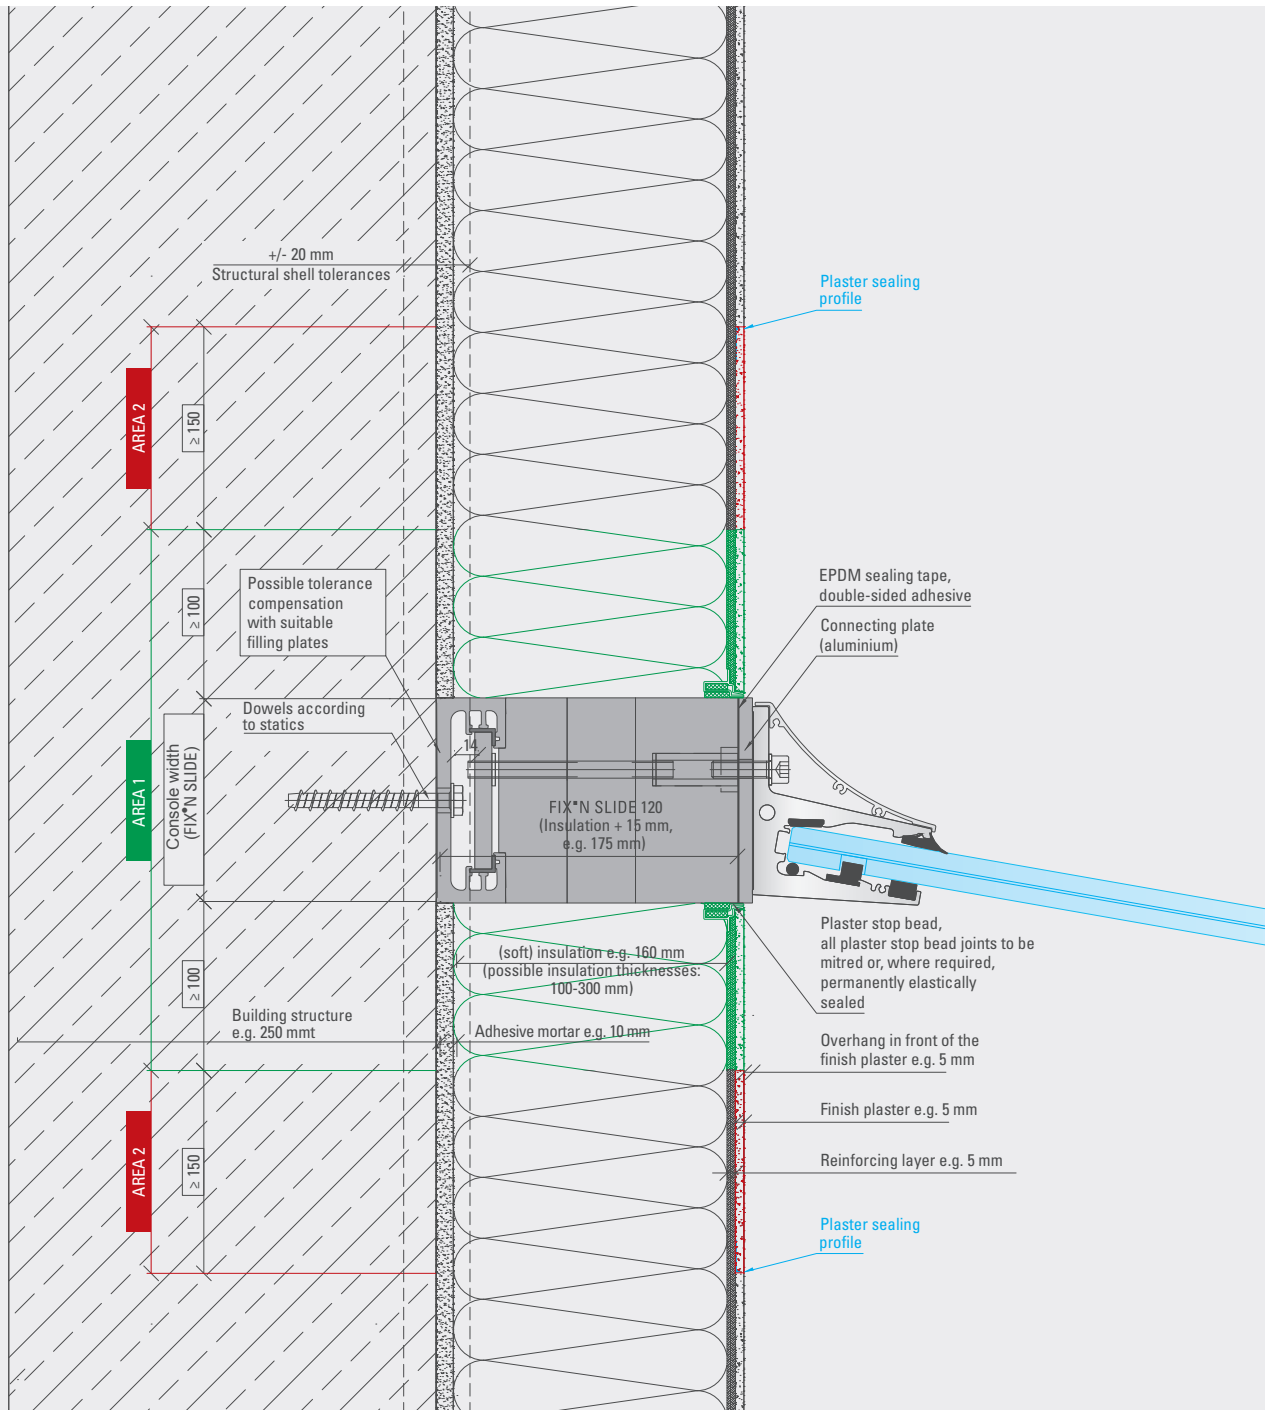 +/- 20 mm
Structural shell tolerances
Plaster sealing
profile
AREA 2
≥ 150
Possible tolerance
compensation
with suitable
filling plates
≥ 100
EPDM sealing tape,
double-sided adhesive
Connecting plate
(aluminium)
Dowels according
to statics
14
AREA 1
Console width
(FIX*N SLIDE)
FIX*N SLIDE 120
(Insulation + 15 mm,
e.g. 175 mm)
Plaster stop bead,
all plaster stop bead joints to be
mitred or, where required,
permanently elastically
sealed
(soft) insulation e.g. 160 mm
(possible insulation thicknesses:
100-300 mm)
≥ 100
Building structure
e.g. 250 mmt
Adhesive mortar e.g. 10 mm
Overhang in front of the
finish plaster e.g. 5 mm
Finish plaster e.g. 5 mm
AREA 2
≥ 150
Reinforcing layer e.g. 5 mm
Plaster sealing
profile